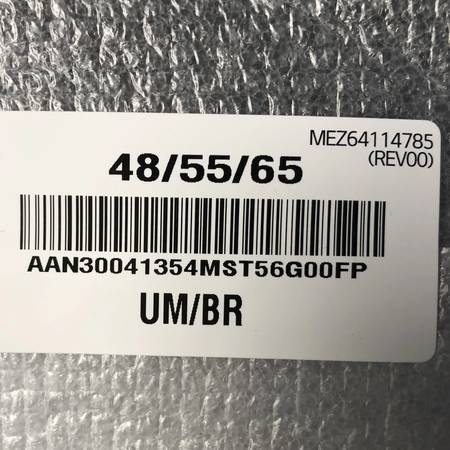 MEZ64114785
(REV00)
48/55/65
AAN30041354MST56G00FP
UM/BR